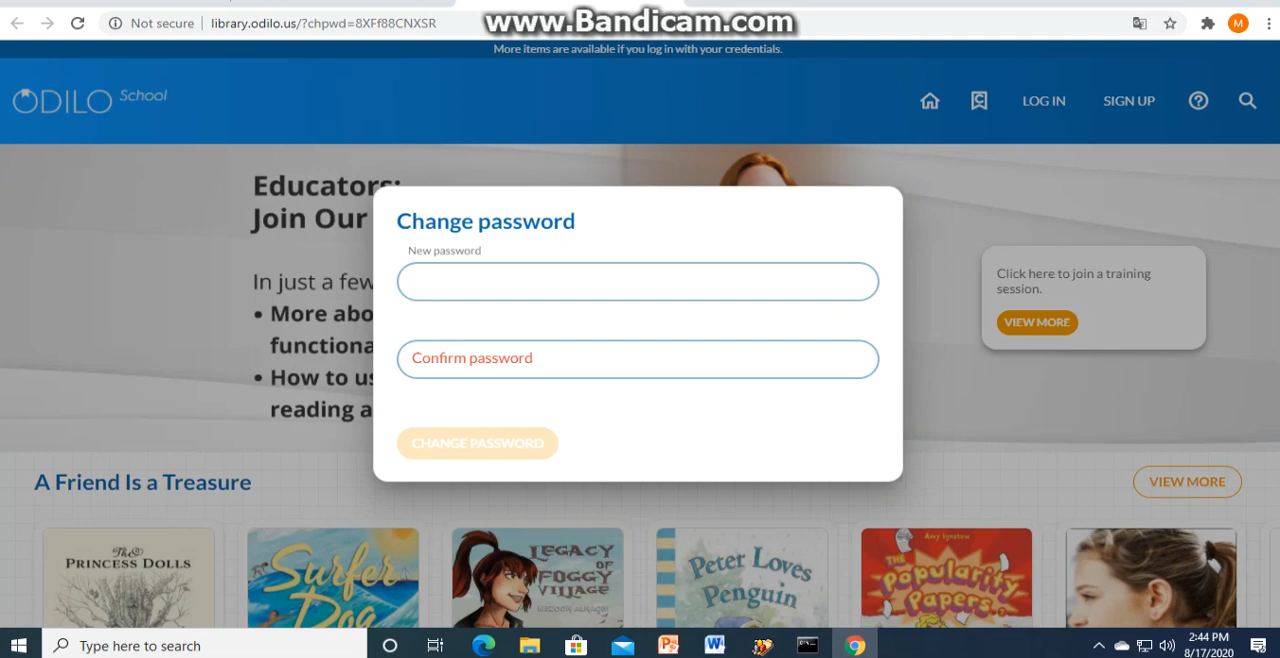 www.Bandicam.com
Not secure
library.odilo.us/?chpwd=8XFf88CNXSR
M
More items are available if you log in with your credentials.
ODILO School
LOG IN
SIGN UP
Educators:
Join Our
In just a few
• More abo
functiona
• How to us
reading a
Change password
New password
Confirm password
CHANGE PASSWORD
Click here to join a training
session.
VIEW MORE
A Friend Is a Treasure
VIEW MORE
The
PRINCESS DOLLS
Surfer
Dog
LEGACY
OF
FOGGY
VILLAGE
Peter Loves
Penguin
Amy Ignatow
THE
Popularity
Papers
Type here to search
2:44 PM
8/17/2020